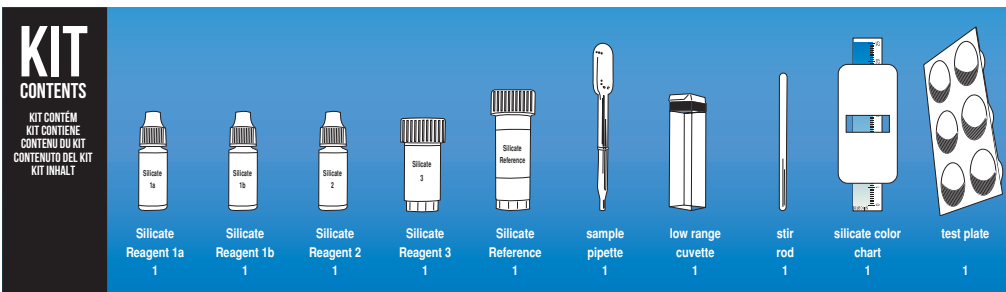 KIT
CONTENTS
KIT CONTÉM
KIT CONTIENE
CONTENU DU KIT
CONTENUTO DEL KIT
KIT INHALT
Silicate
1a
Silicate
1b
Silicate
2
Silicate
3
Silicate
Reference
Silicate
Reagent 1a
1
Silicate
Reagent 1b
1
Silicate
Reagent 2
1
Silicate
Reagent 3
1
Silicate
Reference
1
sample
pipette
1
low range
cuvette
1
stir
rod
1
silicate color
chart
1
test plate
1